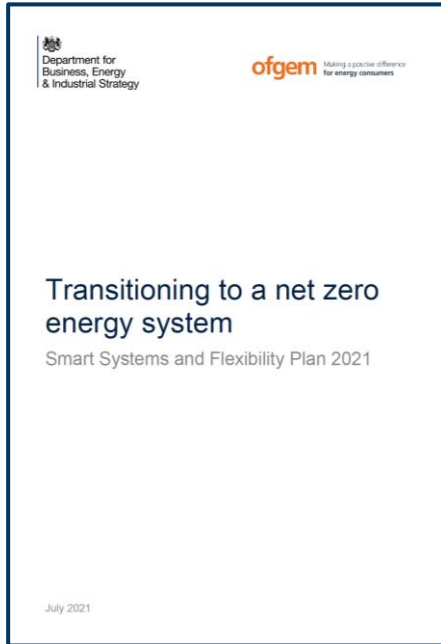 Department for
Business, Energy
& Industrial Strategy
ofgem
Making a positive difference
for energy consumers
Transitioning to a net zero
energy system
Smart Systems and Flexibility Plan 2021
July 2021